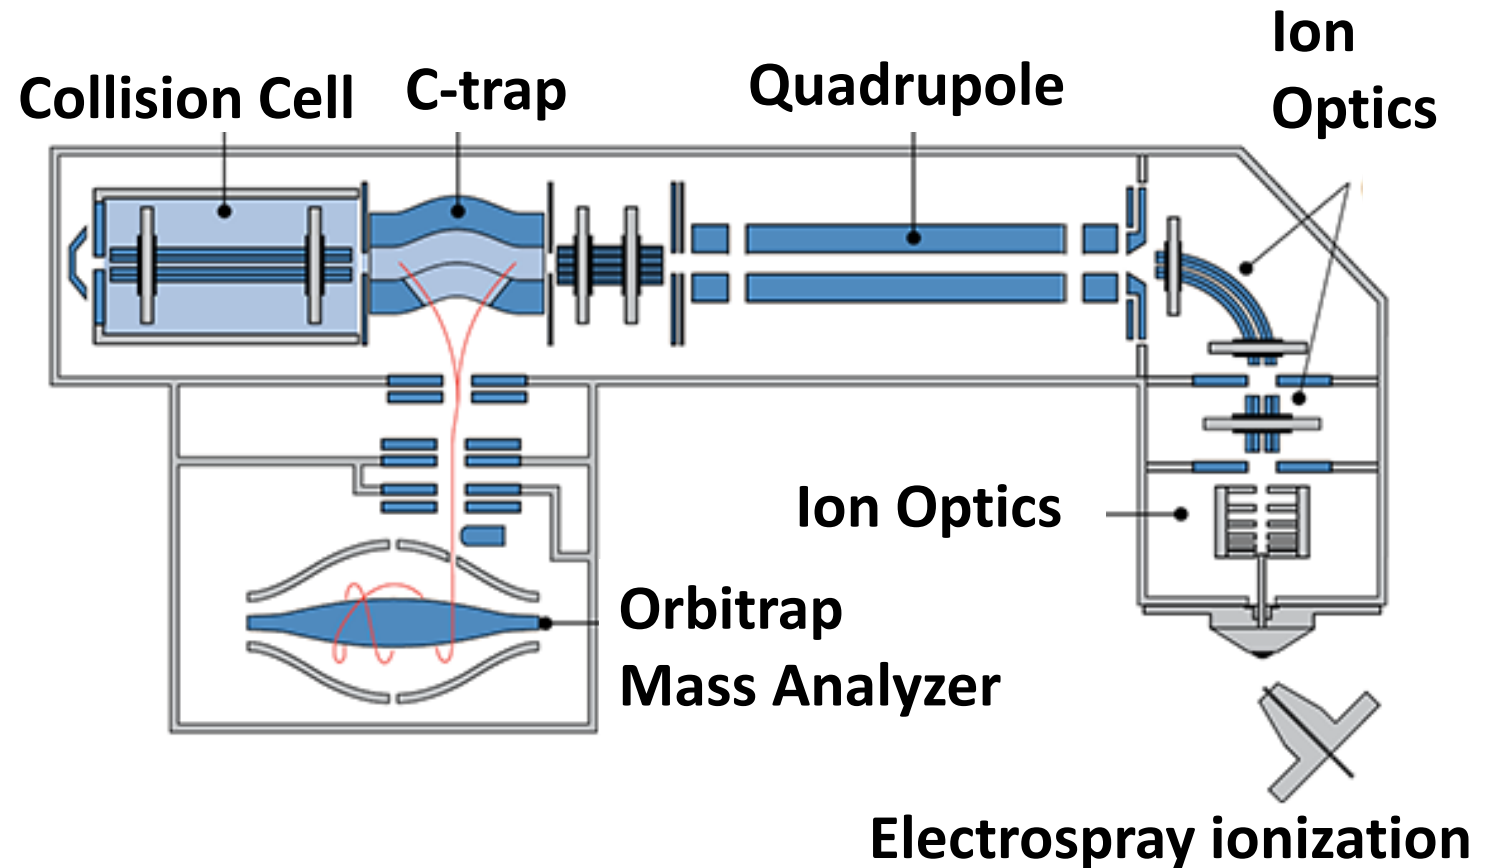 Ion
Optics
Collision Cell
C-trap
Quadrupole
Ion Optics
Orbitrap
Mass Analyzer
Electrospray ionization